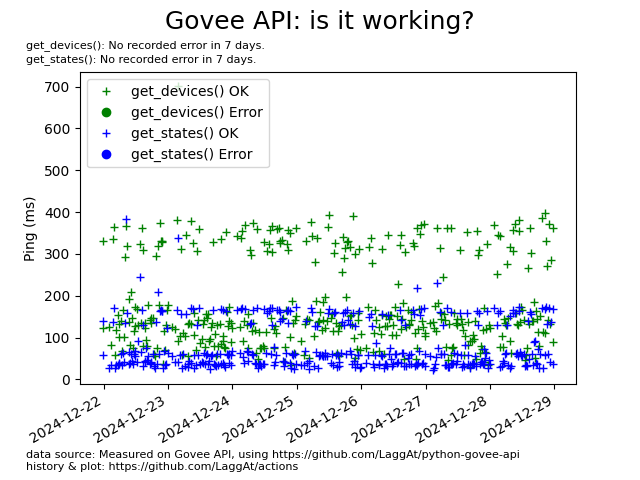 Govee API: is it working?
get_devices(): No recorded error in 7 days.
get_states(): No recorded error in 7 days.
get_devices() OK
get_devices() Error
get_states() OK
get_states() Error
Ping (ms)
700
600
500
400
300
200
100
0
2024-12-22
2024-12-23
2024-12-24
2024-12-25
2024-12-26
2024-12-27
2024-12-28
2024-12-29
data source: Measured on Govee API, using https://github.com/LaggAt/python-govee-api
history & plot: https://github.com/LaggAt/actions